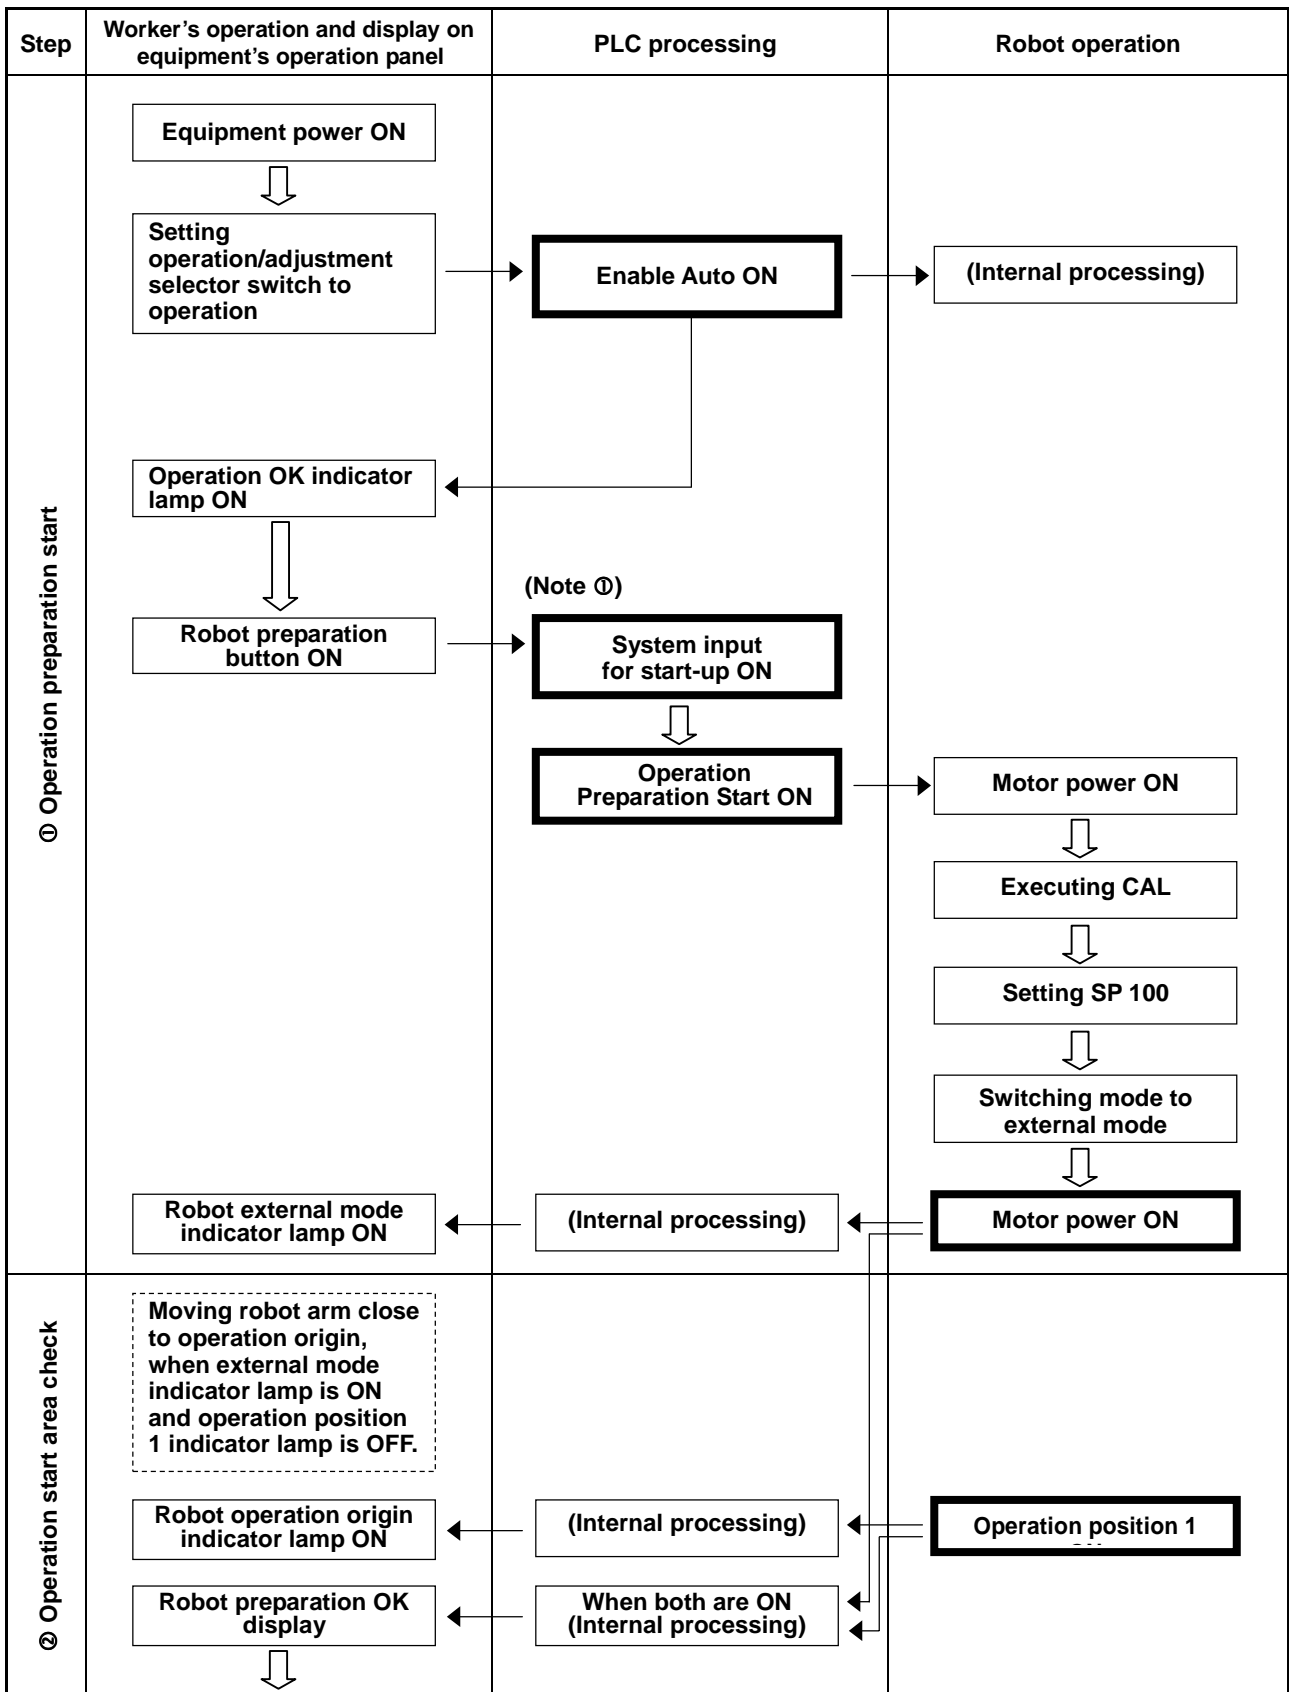 Step
Worker's operation and display on
equipment's operation panel
PLC processing
Robot operation
① Operation preparation start
Equipment power ON
Setting
operation/adjustment
selector switch to
operation
Enable Auto ON
(Internal processing)
Operation OK indicator
lamp ON
(Note ①)
Robot preparation
button ON
System input
for start-up ON
Operation
Preparation Start ON
Motor power ON
Executing CAL
Setting SP 100
Switching mode to
external mode
Robot external mode
indicator lamp ON
(Internal processing)
Motor power ON
② Operation start area check
Moving robot arm close
to operation origin,
when external mode
indicator lamp is ON
and operation position
1 indicator lamp is OFF.
Robot operation origin
indicator lamp ON
(Internal processing)
Operation position 1
Robot preparation OK
display
When both are ON
(Internal processing)